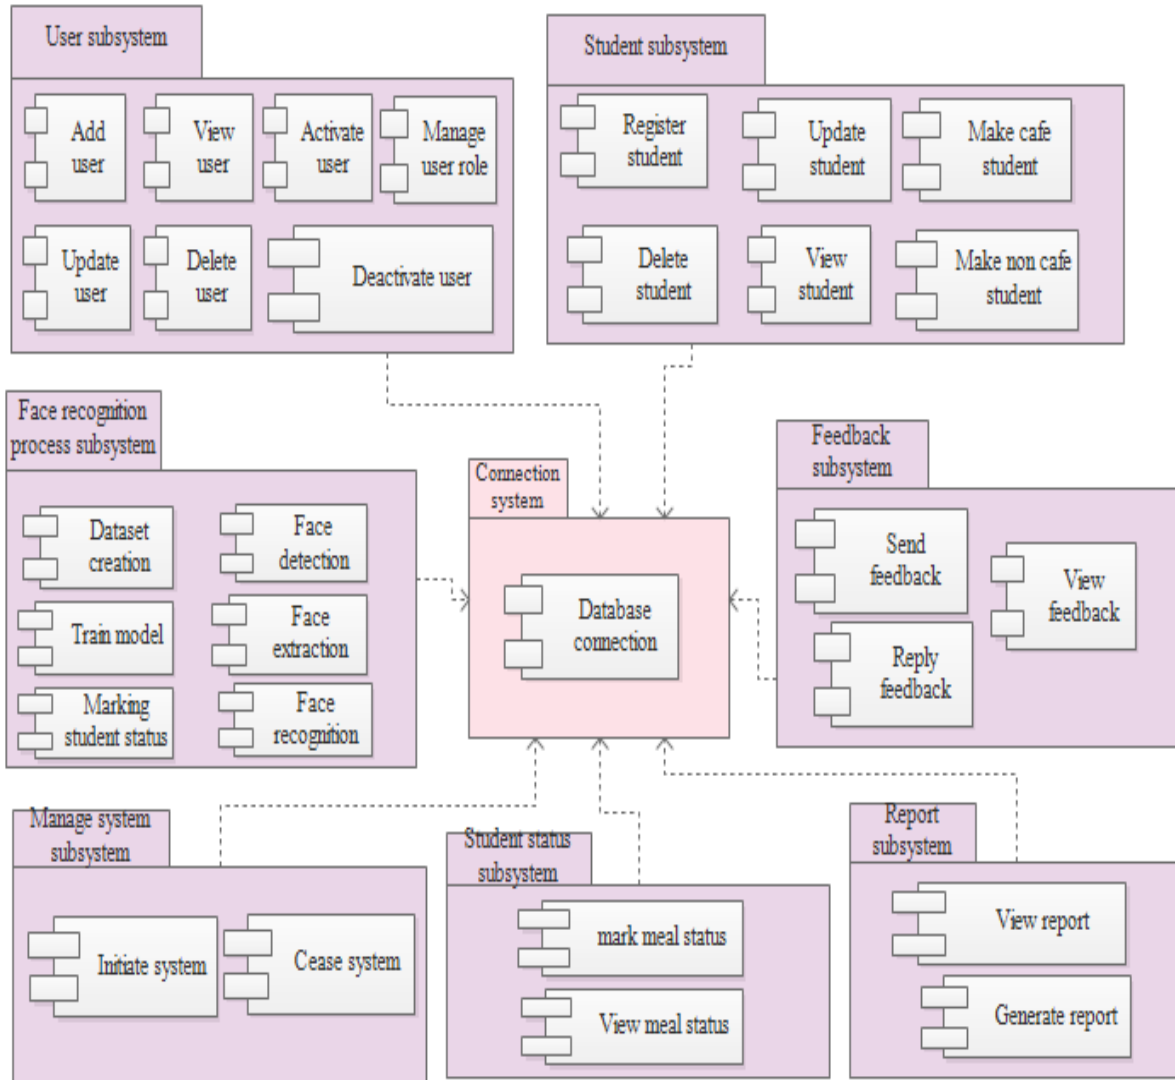 User subsystem
Add
user
View
user
Activate
user
Manage
user role
Update
user
Delete
user
Deactivate user
Student subsystem
Register
student
Update
student
Make cafe
student
Delete
student
View
student
Make non cafe
student
Face recognition
process subsystem
Dataset
creation
Face
detection
Train model
Face
extraction
Marking
student status
Face
recognition
Connection
system
Database
connection
Feedback
subsystem
Send
feedback
View
feedback
Reply
feedback
Manage system
subsystem
Initiate system
Cease system
Student status
subsystem
mark meal status
View meal status
Report
subsystem
View report
Generate report